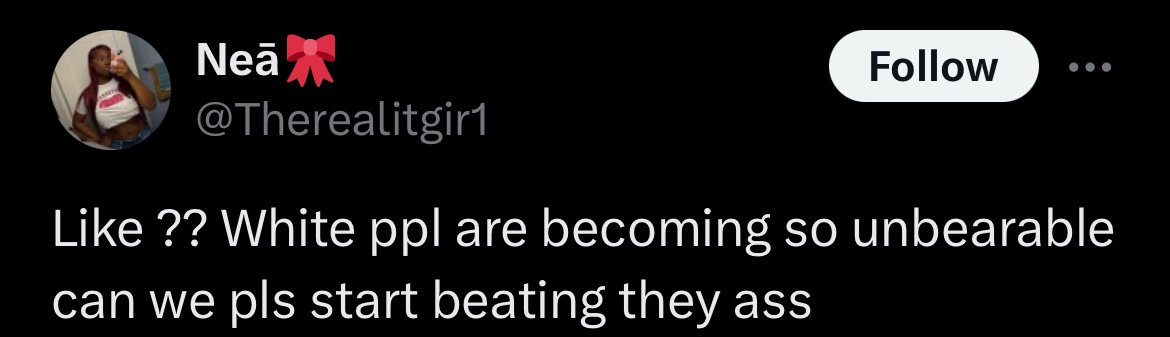 Neā🎀
@Therealitgir1
Follow
Like ?? White ppl are becoming so unbearable
can we pls start beating they ass